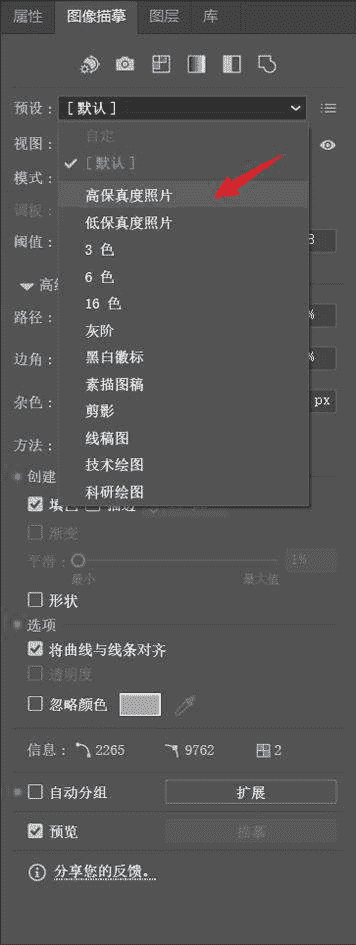 属性 图像描摹 图层 库
预设： [默认]
自定
视图： [默认]
模式： 高保真度照片
调板： 低保真度照片
阈值： 3 色
6 色
高级
16 色
路径： 灰阶 %
边角： 黑白徽标 %
素描图稿
杂色： 剪影 px
方法： 线稿图
技术绘图
创建 科研绘图
填色 描边
渐变
平滑： 1%
最小 最大值
形状
选项
将曲线与线条对齐
透明度
忽略颜色
信息： 2265 9762 2
自动分组 扩展
预览 描摹
分享您的反馈。